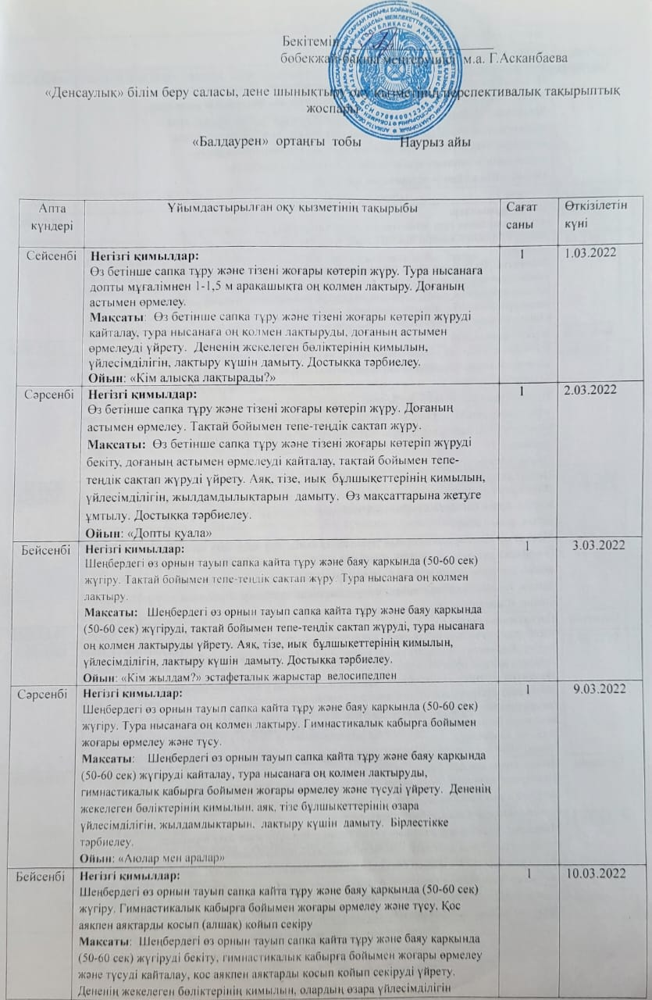 Бекітемін
бөбекжай-бақша меңгерушісі м.а. Г.Асканбаева
«Денсаулық» білім беру саласы, дене шынықтыру оқу қызметінің перспективалық тақырыптық
жоспары
«Балдаурен» ортаңғы тобы Наурыз айы
Апта күндері Ұйымдастырылған оқу қызметінің тақырыбы Сағат саны Өткізілетін күні
Сейсенбі Негізгі қимылдар: 1 1.03.2022
Өз бетінше сапқа тұру және тізені жоғары көтеріп жүру. Тура нысанаға
допты мұғалімнен 1-1,5 м арақашықта оң қолмен лақтыру. Доғаның
астымен өрмелеу.
Мақсаты: Өз бетінше сапқа тұру және тізені жоғары көтеріп жүруді
қайталау, тура нысанаға оң қолмен лақтыруды, доғаның астымен
өрмелеуді үйрету. Дененің жекелеген бөліктерінің қимылын,
үйлесімділігін, лақтыру күшін дамыту. Достыққа тәрбиелеу.
Ойын: «Кім алысқа лақтырады?»
Сәрсенбі Негізгі қимылдар: 1 2.03.2022
Өз бетінше сапқа тұру және тізені жоғары көтеріп жүру. Доғаның
астымен өрмелеу. Тақтай бойымен тепе-теңдік сақтап жүру.
Мақсаты: Өз бетінше сапқа тұру және тізені жоғары көтеріп жүруді
бекіту, доғаның астымен өрмелеуді қайталау, тақтай бойымен тепе-
теңдік сақтап жүруді үйрету. Аяқ, тізе, иық бұлшықеттерінің қимылын,
үйлесімділігін, жылдамдылықтарын дамыту. Өз мақсаттарына жетуге
ұмтылу. Достыққа тәрбиелеу.
Ойын: «Допты қуала»
Бейсенбі Негізгі қимылдар: 1 3.03.2022
Шеңбердегі өз орнын тауып сапқа қайта тұру және баяу қарқында (50-60 сек)
жүгіру. Тақтай бойымен тепе-теңдік сақтап жүру. Тура нысанаға оң қолмен
лақтыру.
Мақсаты: Шеңбердегі өз орнын тауып сапқа қайта тұру және баяу қарқында
(50-60 сек) жүгіруді, тақтай бойымен тепе-теңдік сақтап жүруді, тура нысанаға
оң қолмен лақтыруды үйрету. Аяқ, тізе, иық бұлшықеттерінің қимылын,
үйлесімділігін, лақтыру күшін дамыту. Достыққа тәрбиелеу.
Ойын: «Кім жылдам?» эстафеталық жарыстар велосипедпен
Сәрсенбі Негізгі қимылдар: 1 9.03.2022
Шеңбердегі өз орнын тауып сапқа қайта тұру және баяу қарқында (50-60 сек)
жүгіру. Тура нысанаға оң қолмен лақтыру. Гимнастикалық қабырға бойымен
жоғары өрмелеу және түсу.
Мақсаты: Шеңбердегі өз орнын тауып сапқа қайта тұру және баяу қарқында
(50-60 сек) жүгіруді қайталау, тура нысанаға оң қолмен лақтыруды,
гимнастикалық қабырға бойымен жоғары өрмелеу және түсуді үйрету. Дененің
жекелеген бөліктерінің қимылын, аяқ, тізе бұлшықеттерінің өзара
үйлесімділігін, жылдамдықтарын, лақтыру күшін дамыту. Бірлестікке
тәрбиелеу.
Ойын: «Аюлар мен аралар»
Бейсенбі Негізгі қимылдар: 1 10.03.2022
Шеңбердегі өз орнын тауып сапқа қайта тұру және баяу қарқында (50-60 сек)
жүгіру. Гимнастикалық қабырға бойымен жоғары өрмелеу және түсу. Қос
аяқпен аяқтарды қосып (алшақ) қойып секіру
Мақсаты: Шеңбердегі өз орнын тауып сапқа қайта тұру және баяу қарқында
(50-60 сек) жүгіруді бекіту, гимнастикалық қабырға бойымен жоғары өрмелеу
және түсуді қайталау, қос аяқпен аяқтарды қосып қойып секіруді үйрету.
Дененің жекелеген бөліктерінің қимылын, олардың өзара үйлесімділігін